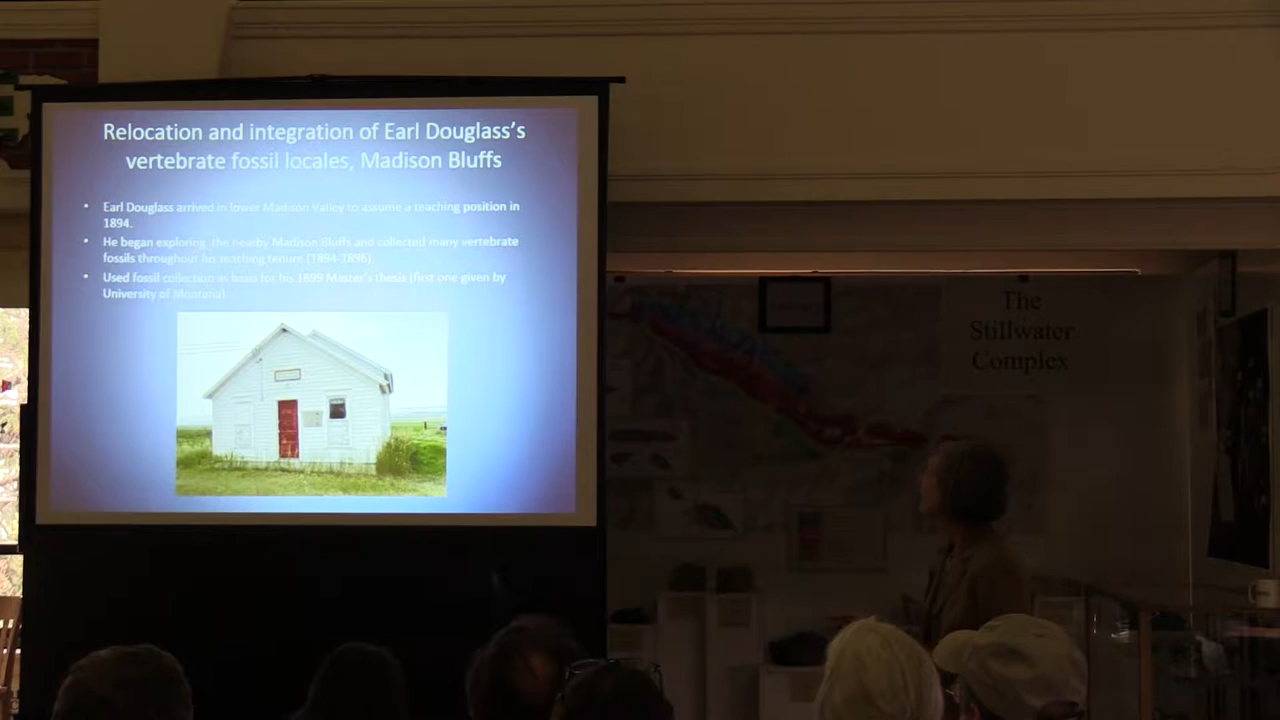 Relocation and integration of Earl Douglass's
vertebrate fossil locales, Madison Bluffs
• Earl Douglass arrived in lower Madison Valley to assume a teaching position in
1894.
• He began exploring the nearby Madison Bluffs and collected many vertebrate
fossils throughout his teaching tenure (1894-1896)
• Used fossil collection as basis for his 1899 Master's thesis (first one given by
University of Montana).
The
Stillwater
Complex